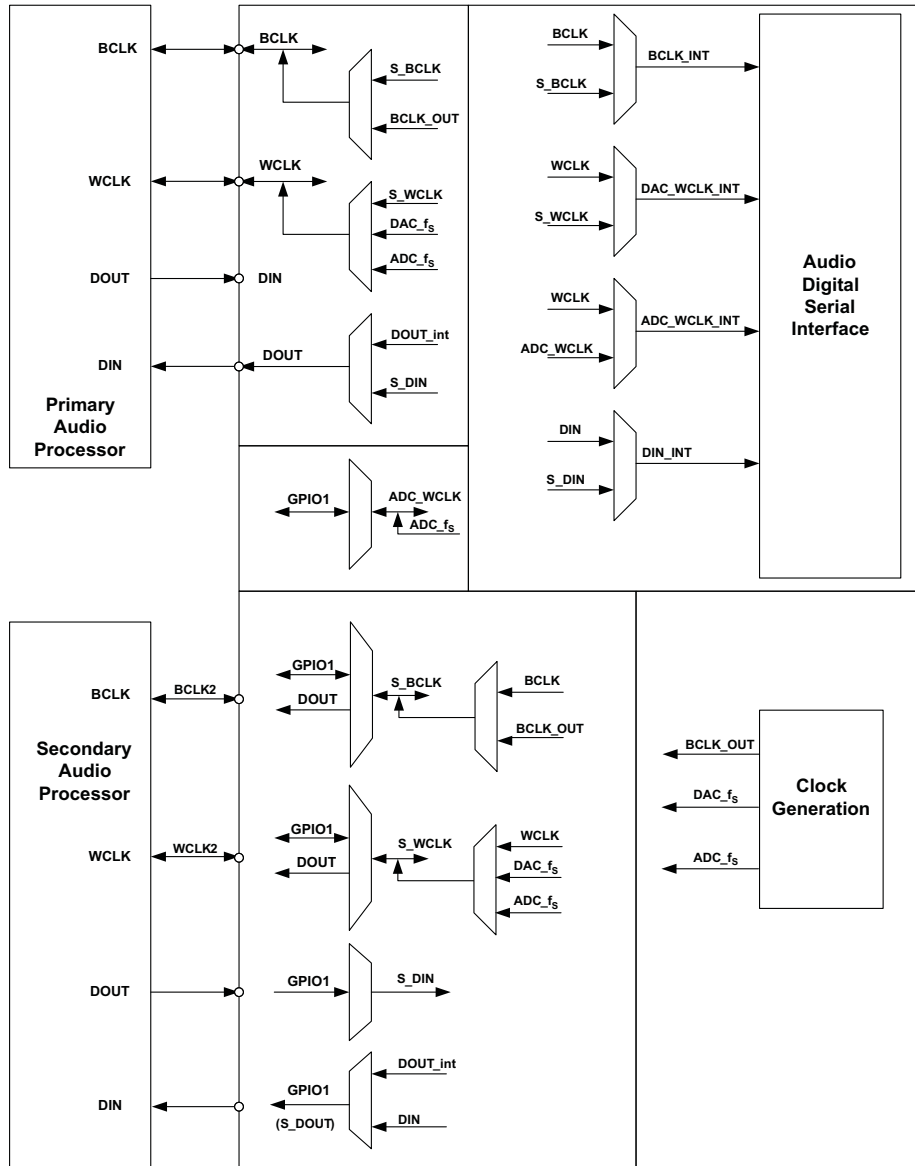 BCLK
BCLK
S_BCLK
BCLK_OUT
WCLK
WCLK
S_WCLK
DAC_fS
ADC_fS
DOUT
DIN
DIN
DOUT
DOUT_int
S_DIN
Primary
Audio
Processor
GPIO1
ADC_WCLK
ADC_fS
BCLK
S_BCLK
BCLK_INT
WCLK
S_WCLK
DAC_WCLK_INT
WCLK
ADC_WCLK
ADC_WCLK_INT
DIN
S_DIN
DIN_INT
Audio
Digital
Serial
Interface
BCLK
BCLK2
GPIO1
DOUT
S_BCLK
BCLK
BCLK_OUT
Secondary
Audio
Processor
WCLK
WCLK2
GPIO1
DOUT
S_WCLK
WCLK
DAC_fS
ADC_fS
DOUT
GPIO1
S_DIN
DIN
GPIO1
(S_DOUT)
DOUT_int
DIN
BCLK_OUT
DAC_fS
ADC_fS
Clock
Generation